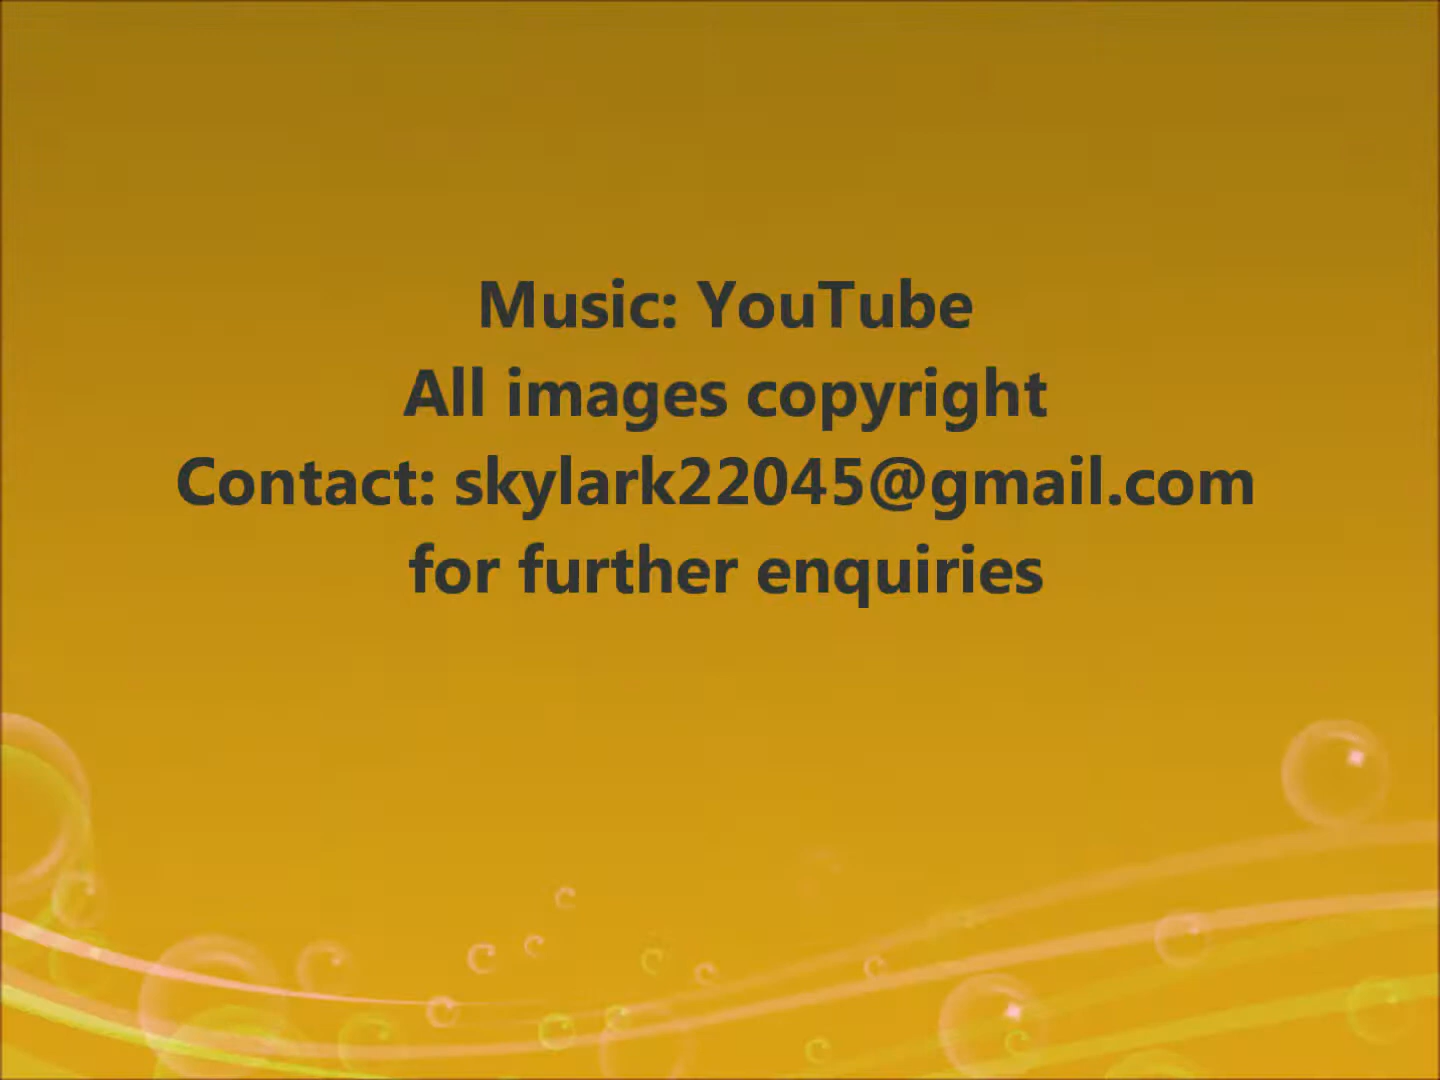 Music: YouTube
All images copyright
Contact: skylark22045@gmail.com
for further enquiries